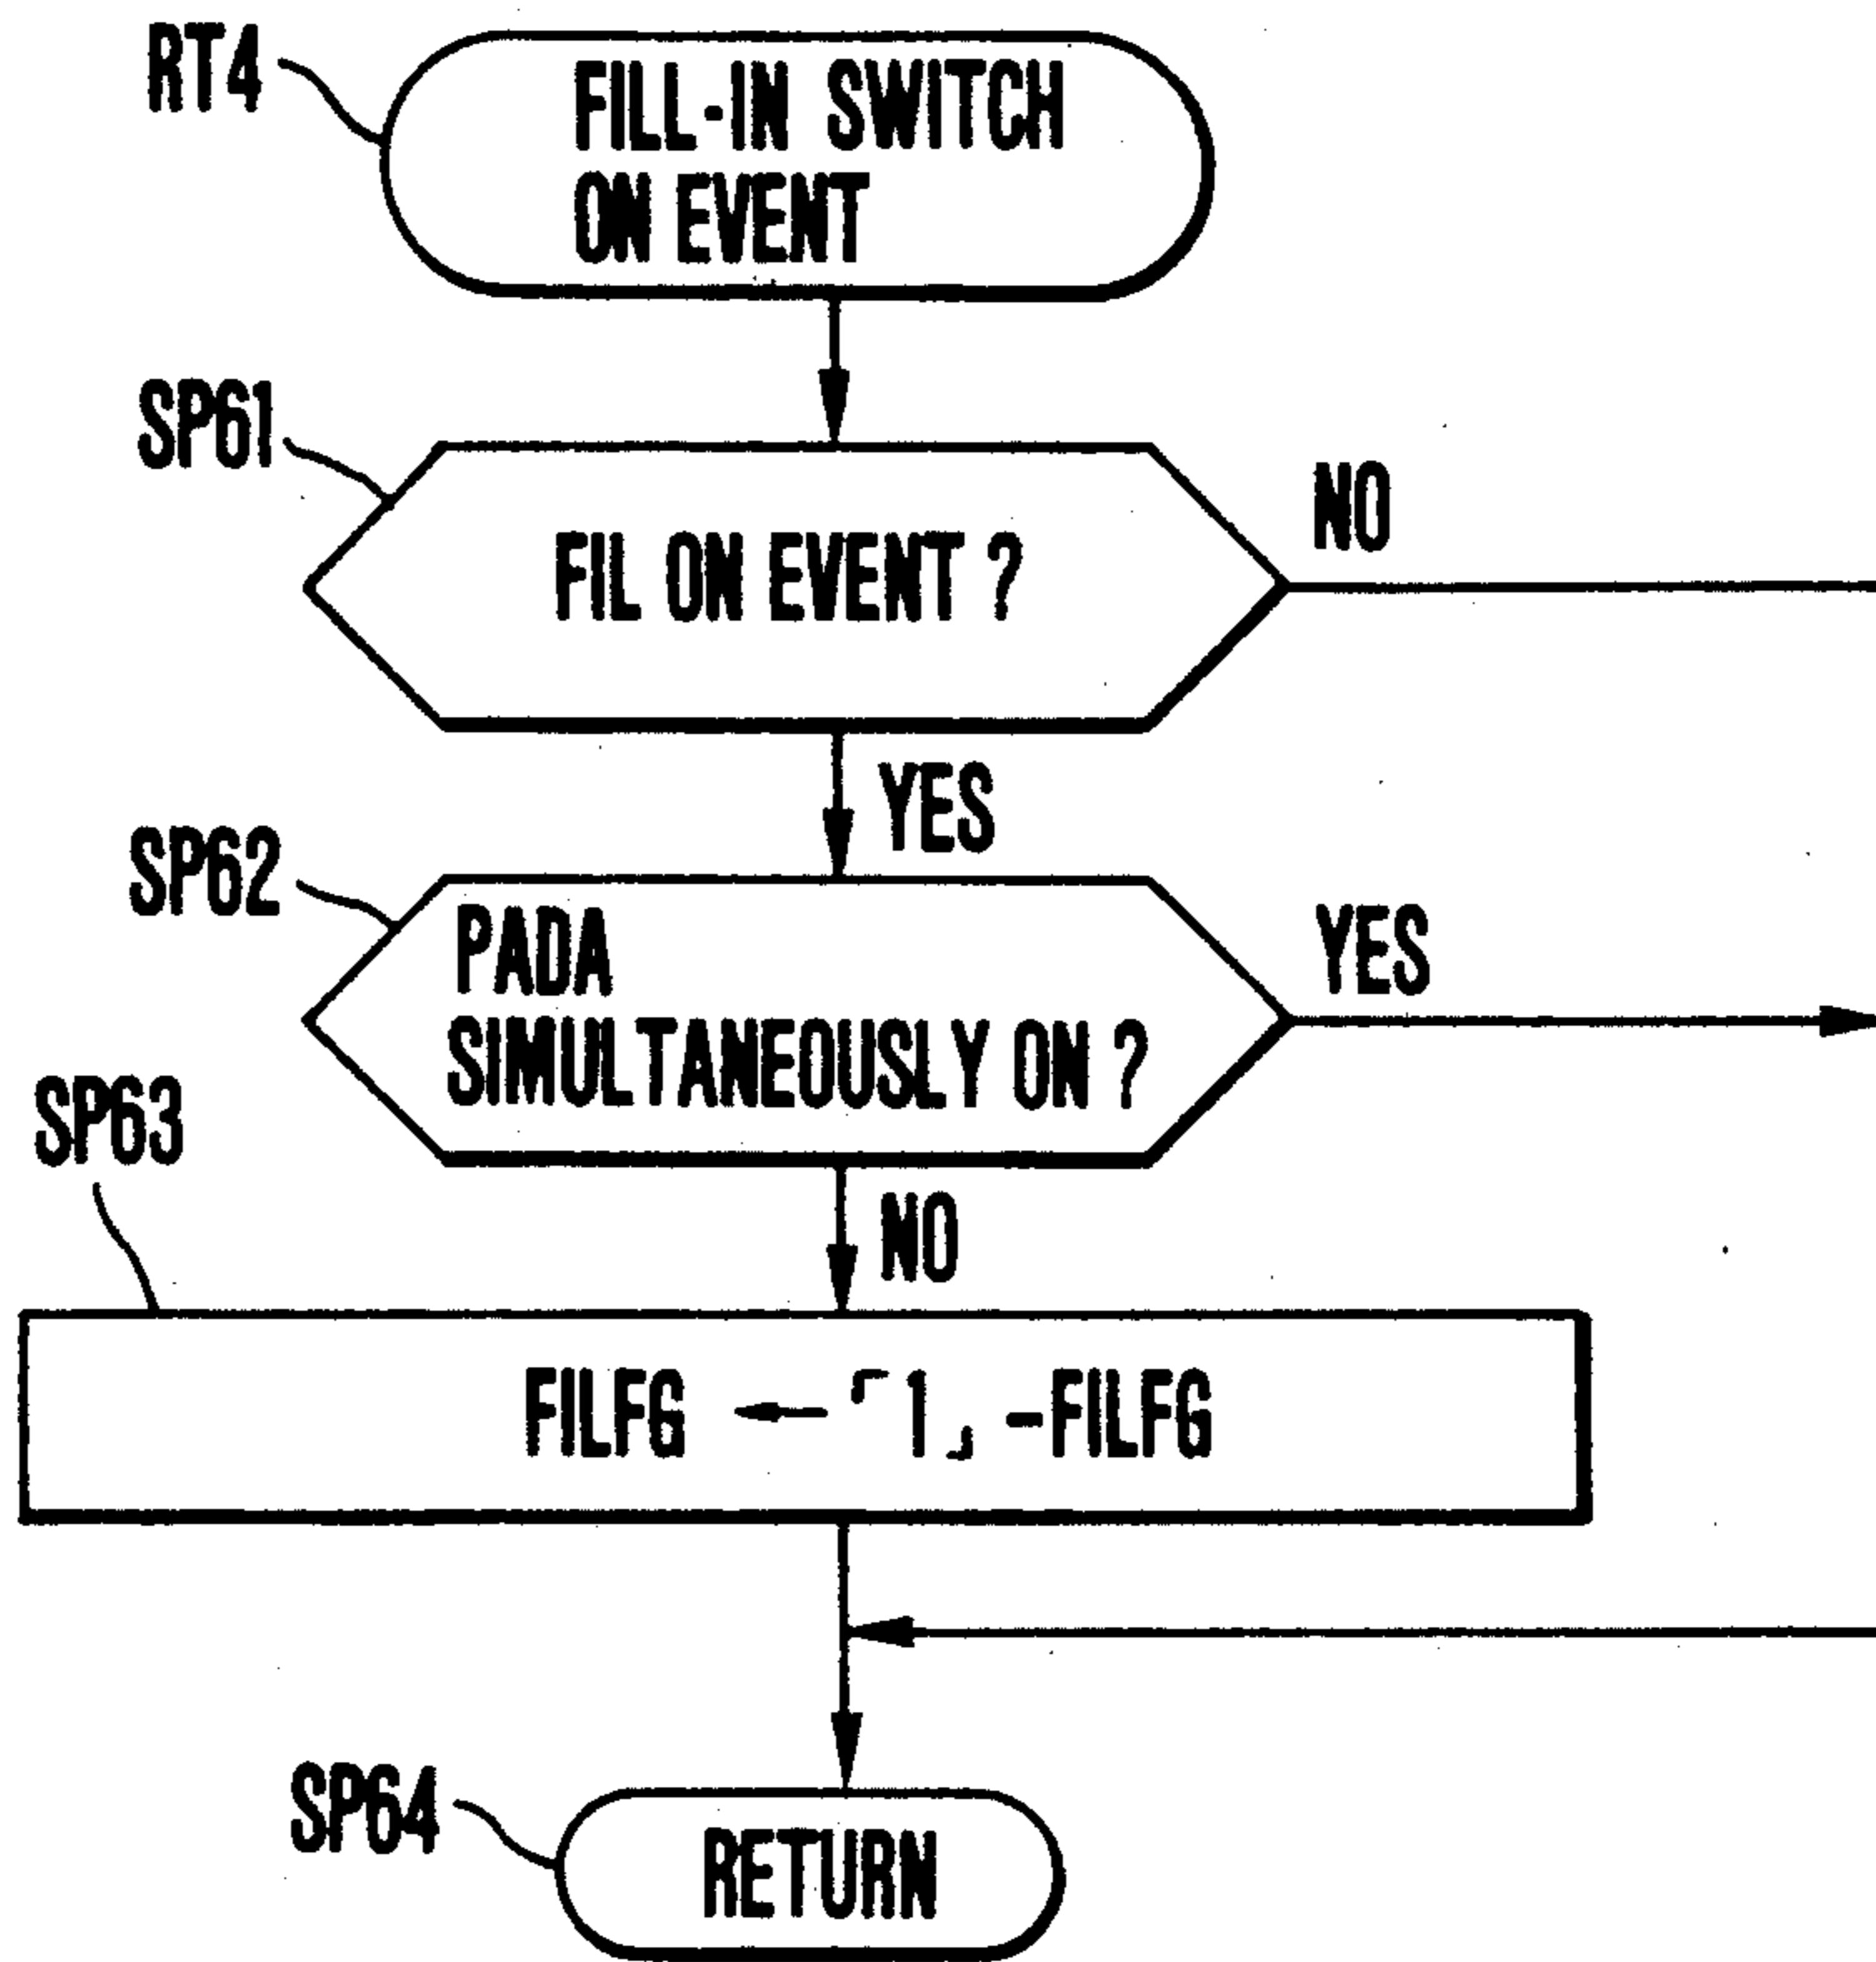 RT4
FILL-IN SWITCH
ON EVENT
SP61
FIL ON EVENT ?
NO
YES
SP62
PADA
SIMULTANEOUSLY ON ?
YES
NO
SP63
FILFG ← 「1」 -FILFG
SP64
RETURN